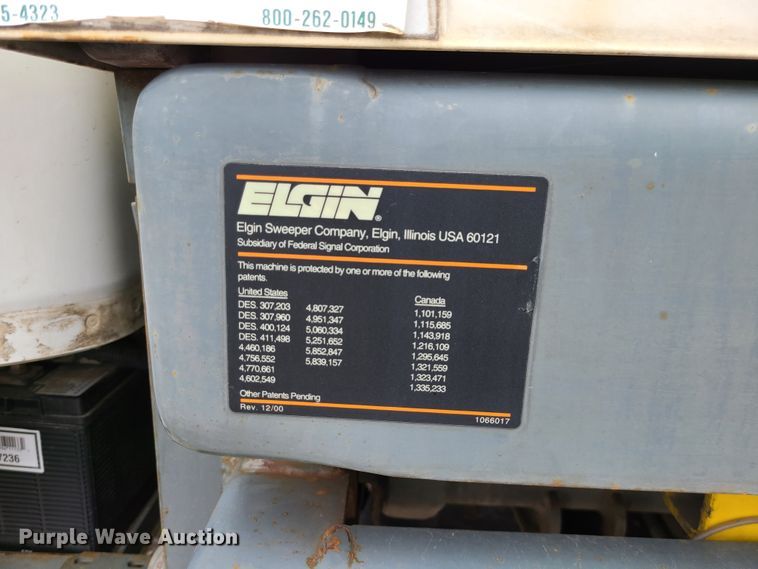 5-4323
800-262-0149
ELGIN®
Elgin Sweeper Company, Elgin, Illinois USA 60121
Subsidiary of Federal Signal Corporation
This machine is protected by one or more of the following
patents.
United States
DES. 307,203
DES. 307,960
DES. 400,124
DES. 411,498
4,460,186
4,756,552
4,770,661
4,602,549
4,807,327
4,951,347
5,060,334
5,251,652
5,852,847
5,839,157
Canada
1,101,159
1,115,685
1,143,918
1,216,109
1,295,645
1,321,559
1,323,471
1,335,233
Other Patents Pending
Rev. 12/00
1066017
7236
Purple Wave Auction
purplewave.com